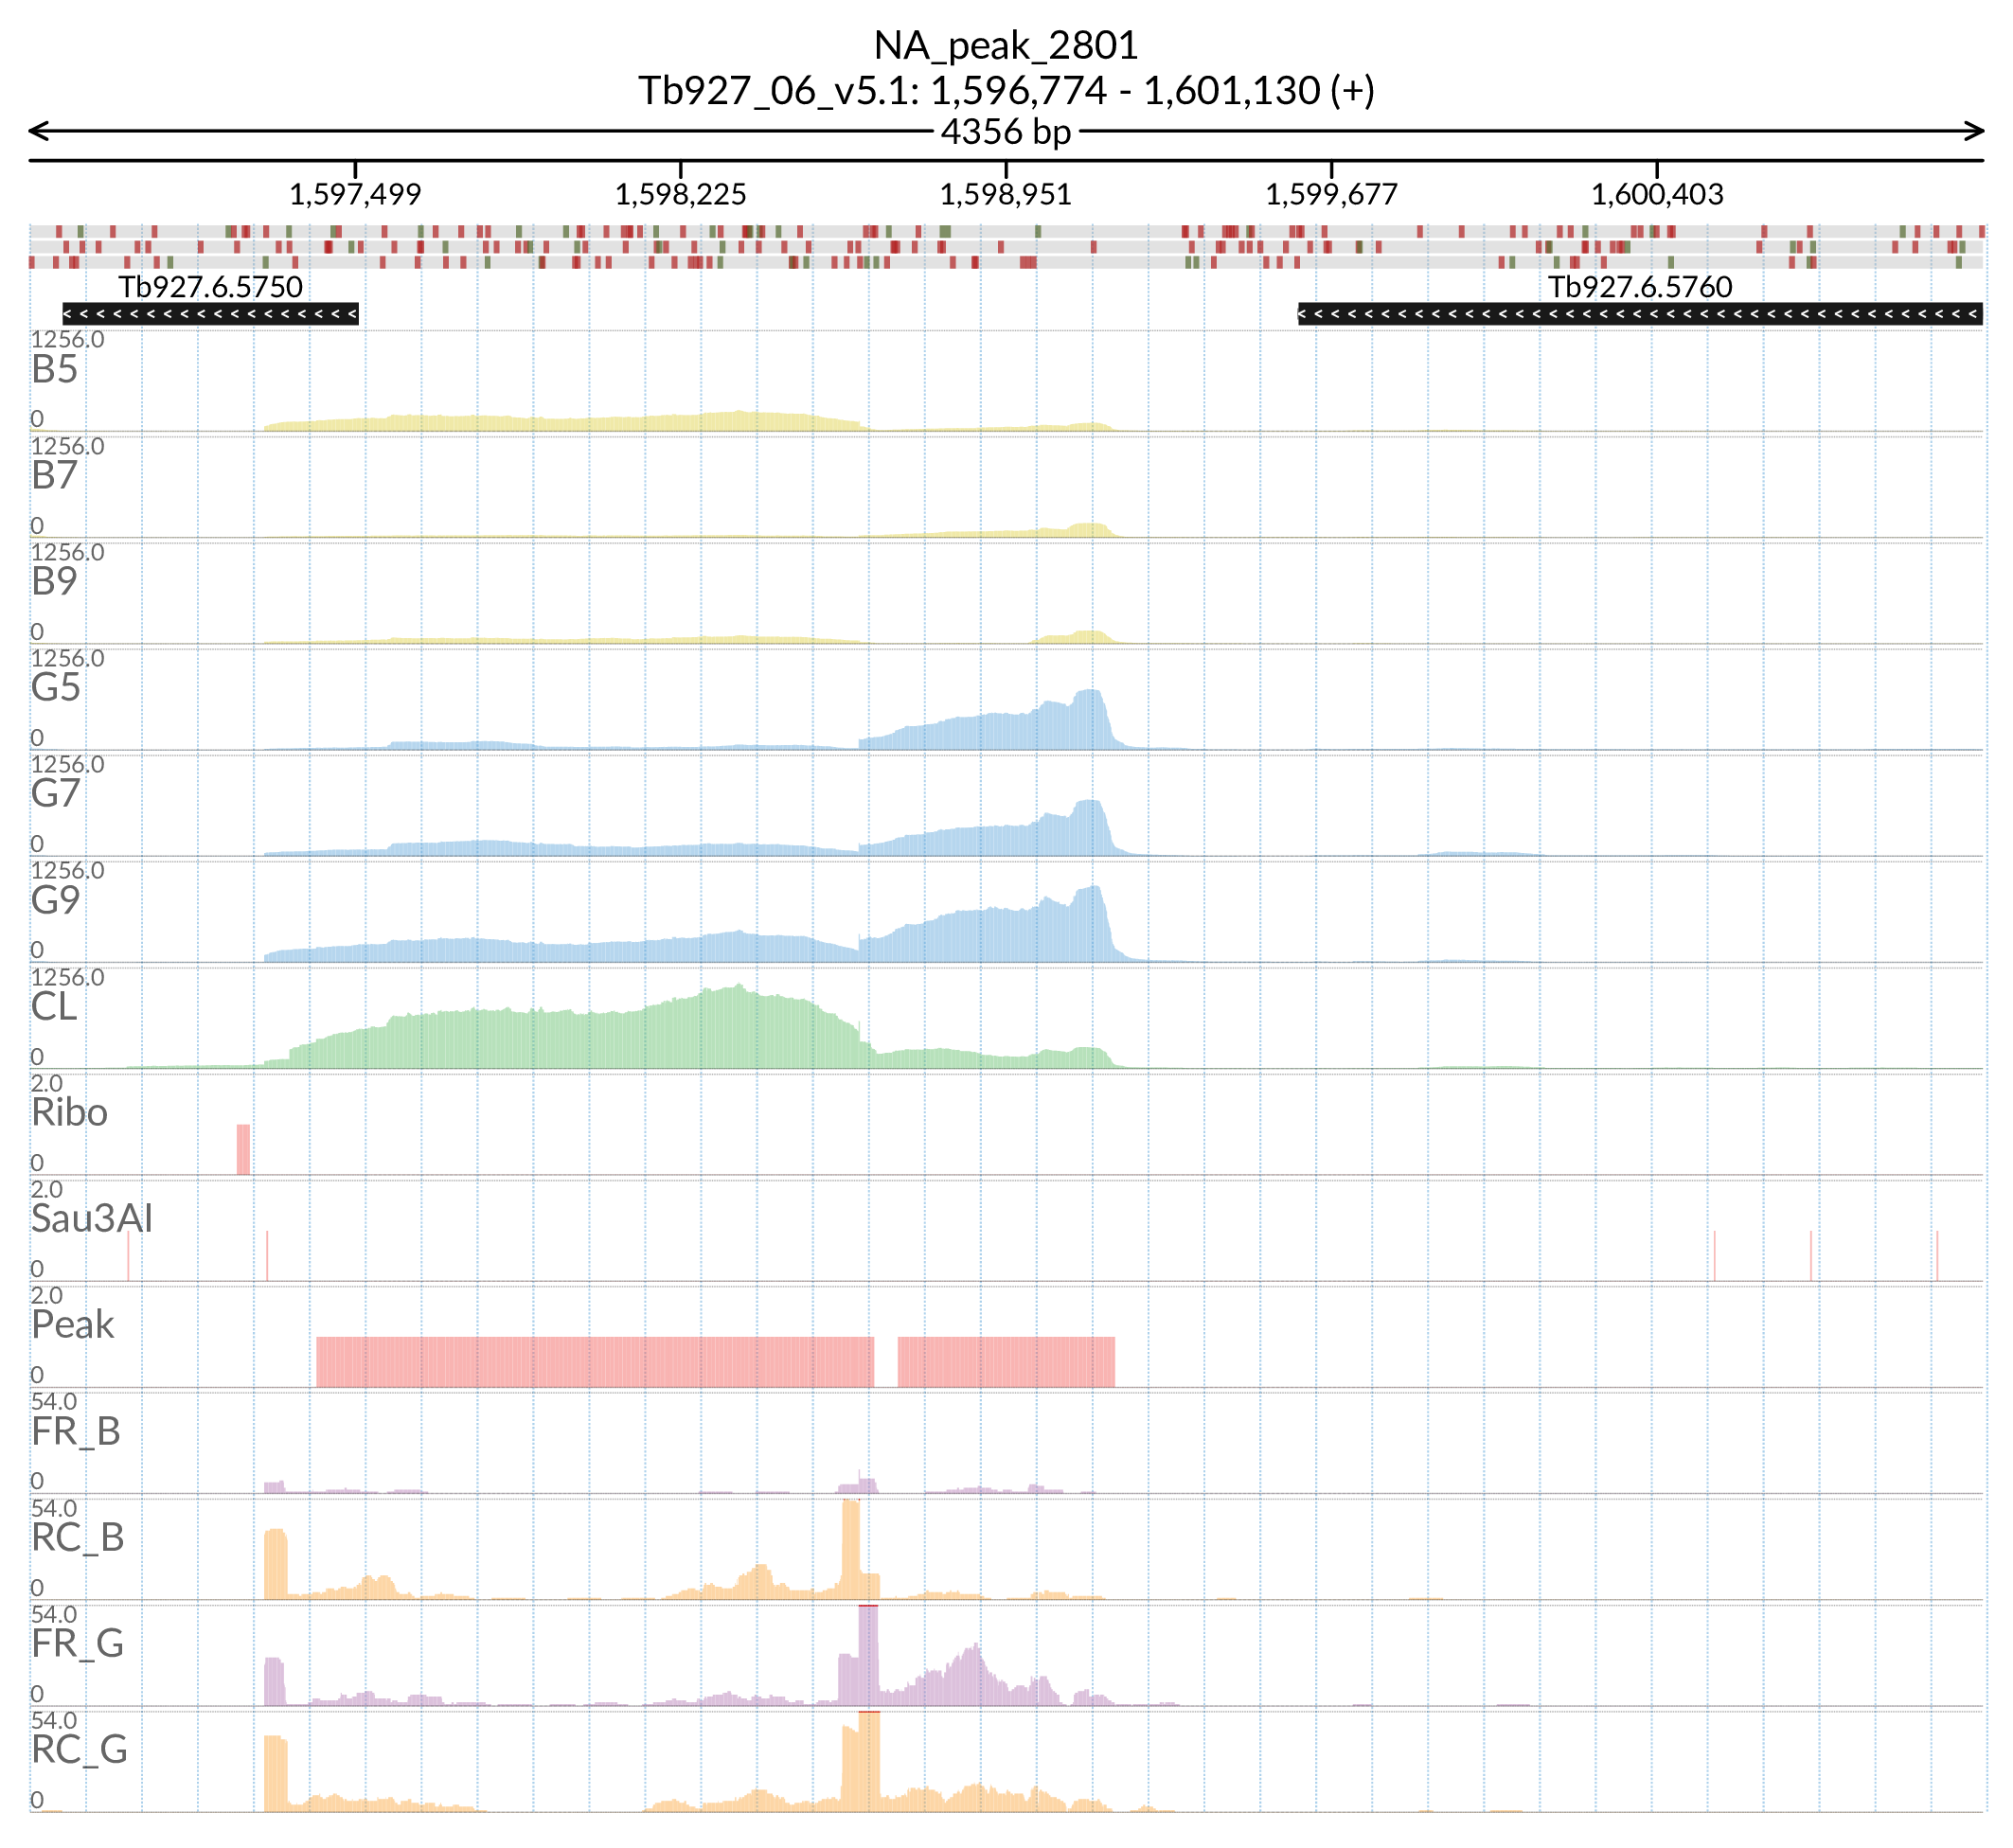 NA_peak_2801
Tb927_06_v5.1: 1,596,774 - 1,601,130 (+)
4356 bp
1,597,499 1,598,225 1,598,951 1,599,677 1,600,403
Tb927.6.5750 Tb927.6.5760
1256.0
B5
0
1256.0
B7
0
1256.0
B9
0
1256.0
G5
0
1256.0
G7
0
1256.0
G9
0
1256.0
CL
0
2.0
Ribo
0
2.0
Sau3AI
0
2.0
Peak
0
54.0
FR_B
0
54.0
RC_B
0
54.0
FR_G
0
54.0
RC_G
0